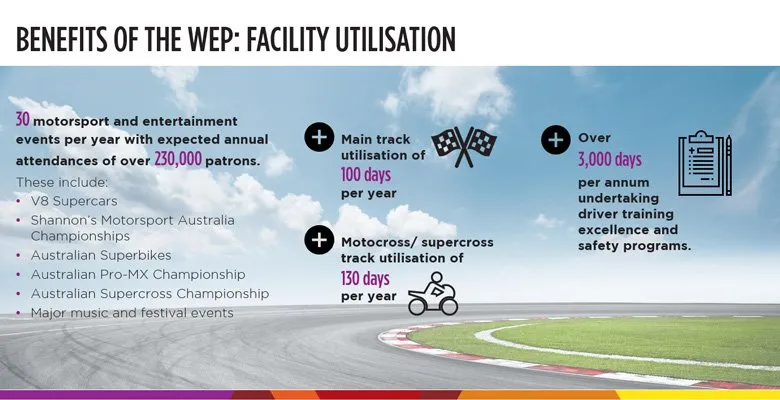 BENEFITS OF THE WEP: FACILITY UTILISATION
30 motorsport and entertainment
events per year with expected annual
attendances of over 230,000 patrons.
These include:
• V8 Supercars
• Shannon's Motorsport Australia
Championships
• Australian Superbikes
• Australian Pro-MX Championship
• Australian Supercross Championship
• Major music and festival events
Main track
utilisation of
100 days
per year
Motocross/ supercross
track utilisation of
130 days
per year
Over
3,000 days
per annum
undertaking
driver training
excellence and
safety programs.